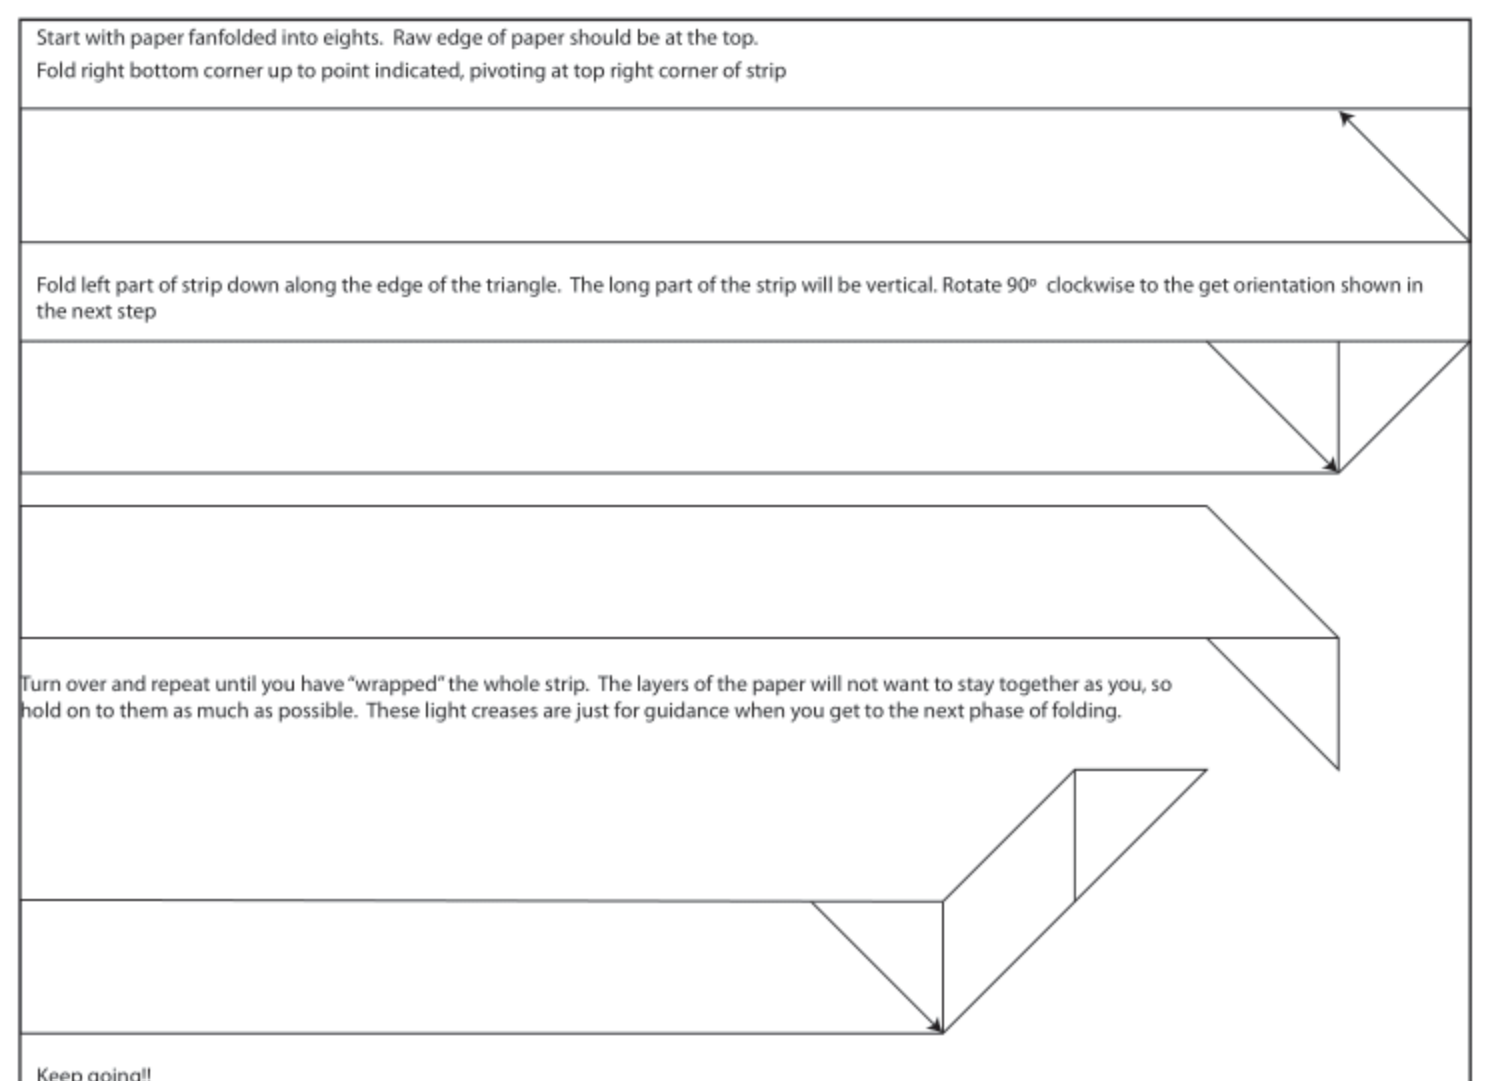 Start with paper fanfolded into eights. Raw edge of paper should be at the top.
Fold right bottom corner up to point indicated, pivoting at top right corner of strip
Fold left part of strip down along the edge of the triangle. The long part of the strip will be vertical. Rotate 90º clockwise to the get orientation shown in
the next step
Turn over and repeat until you have “wrapped” the whole strip. The layers of the paper will not want to stay together as you, so
hold on to them as much as possible. These light creases are just for guidance when you get to the next phase of folding.
Keep going!!